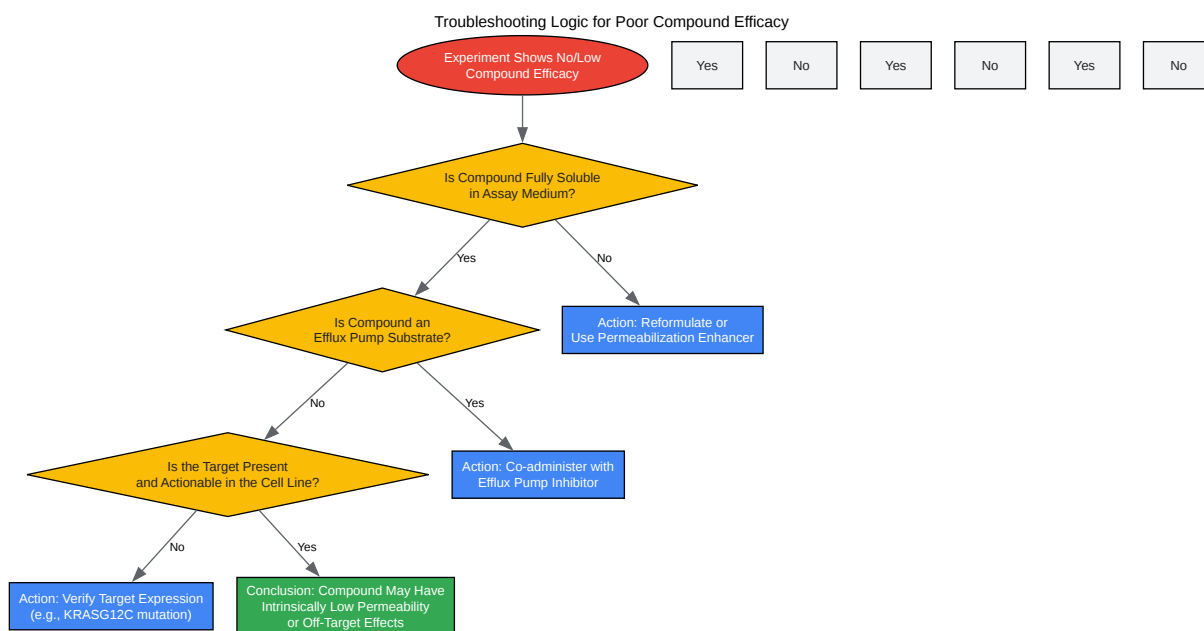 Troubleshooting Logic for Poor Compound Efficacy
Experiment Shows No/Low
Compound Efficacy
Yes
No
Yes
No
Yes
No
Is Compound Fully Soluble
in Assay Medium?
Yes
No
Is Compound an
Efflux Pump Substrate?
Action: Reformulate or
Use Permeabilization Enhancer
No
Yes
Is the Target Present
and Actionable in the Cell Line?
Action: Co-administer with
Efflux Pump Inhibitor
No
Yes
Action: Verify Target Expression
(e.g., KRASG12C mutation)
Conclusion: Compound May Have
Intrinsically Low Permeability
or Off-Target Effects